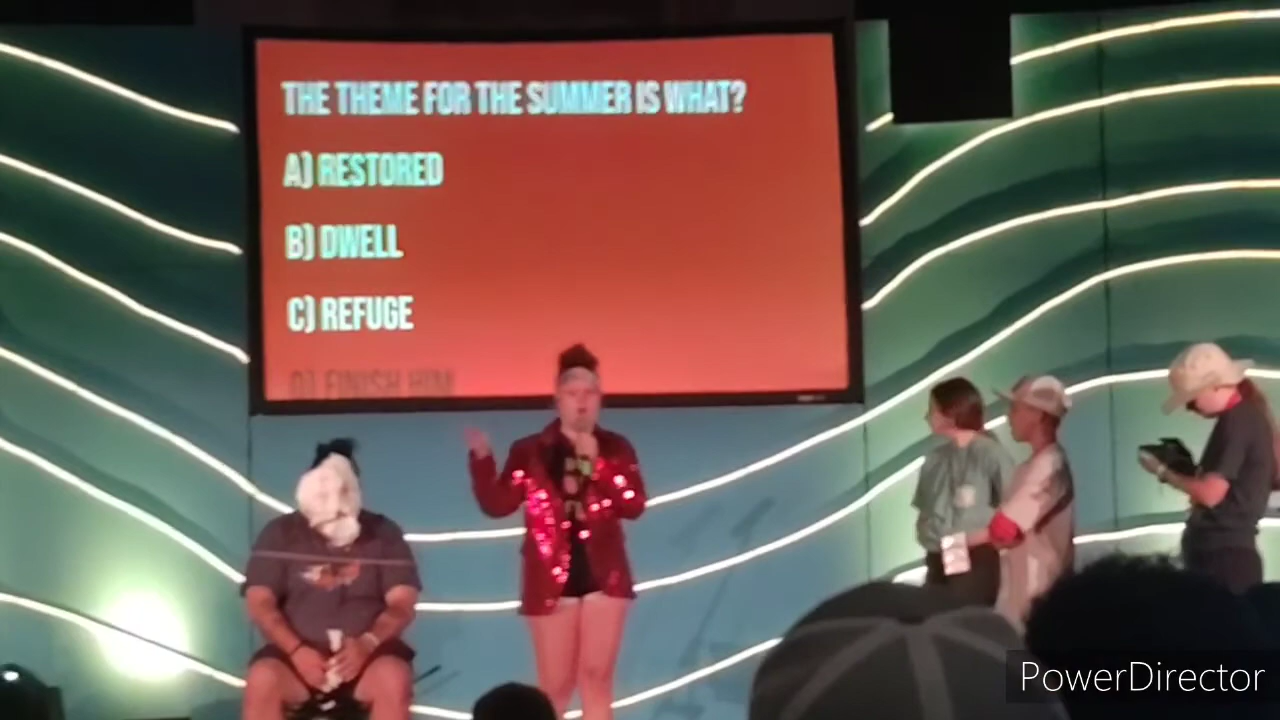 THE THEME FOR THE SUMMER IS WHAT?
A) RESTORED
B) DWELL
C) REFUGE
D) FINISH HIM
PowerDirector